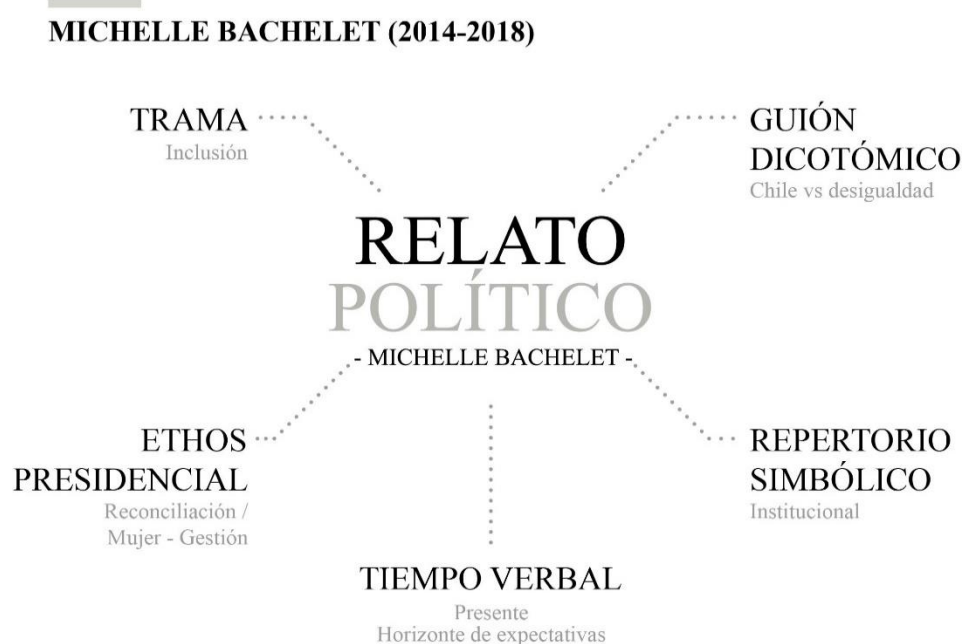 MICHELLE BACHELET (2014-2018)
TRAMA
Inclusión
GUIÓN
DICOTÓMICO
Chile vs desigualdad
RELATO
POLÍTICO
- MICHELLE BACHELET -
ETHOS
PRESIDENCIAL
Reconciliación /
Mujer - Gestión
REPERTORIO
SIMBÓLICO
Institucional
TIEMPO VERBAL
Presente
Horizonte de expectativas